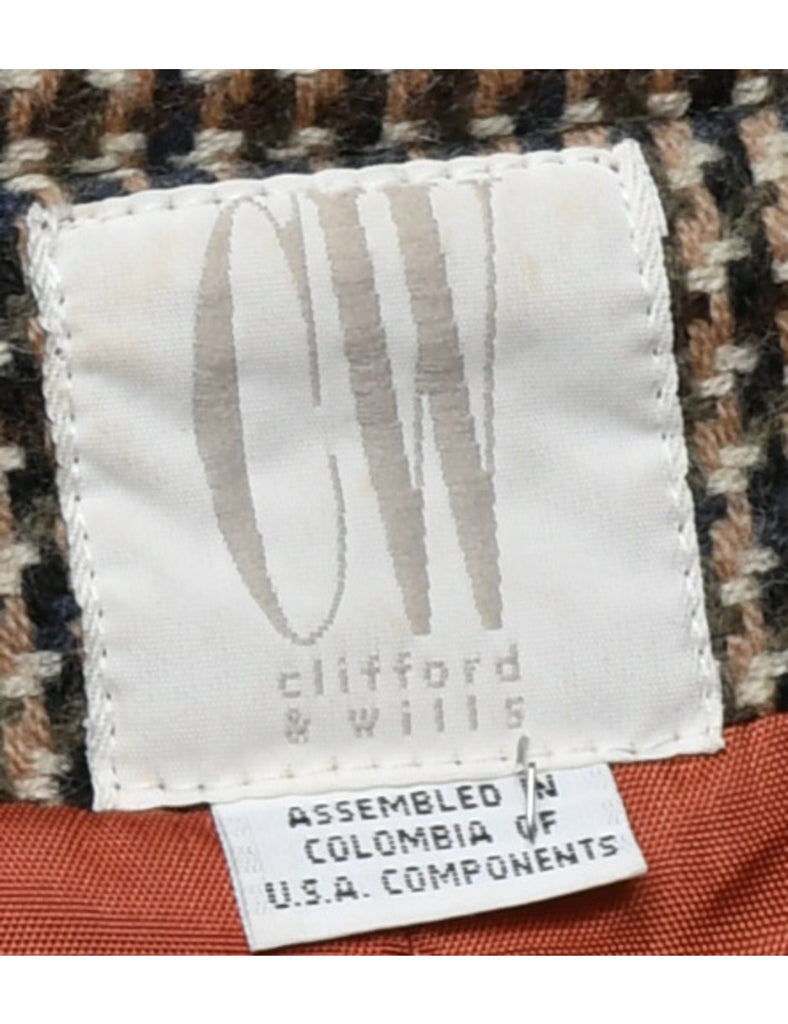 CW
clifford
& wills
ASSEMBLED IN
COLOMBIA OF
U.S.A. COMPONENTS